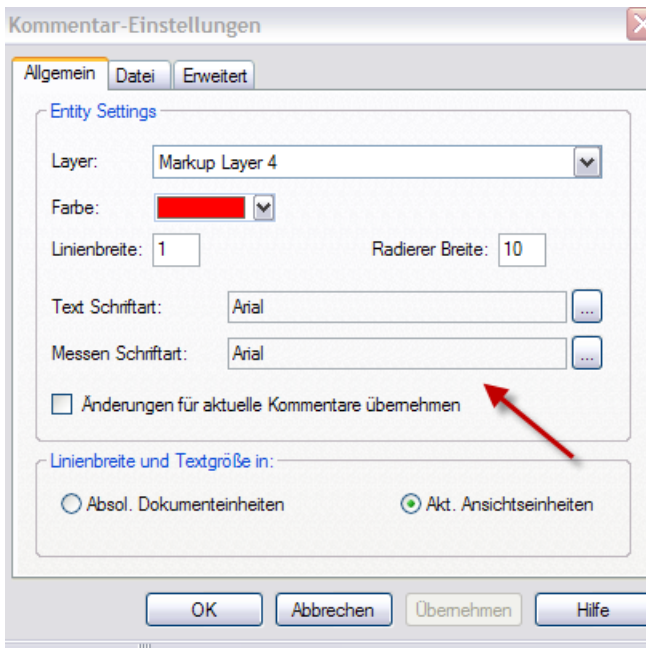 Kommentar-Einstellungen
Allgemein Datei Erweitert
Entity Settings
Layer: Markup Layer 4
Farbe:
Linienbreite: 1 Radierer Breite: 10
Text Schriftart: Arial ...
Messen Schriftart: Arial ...
Änderungen für aktuelle Kommentare übernehmen
Linienbreite und Textgröße in:
Absol. Dokumenteinheiten Akt. Ansichtseinheiten
OK Abbrechen Übernehmen Hilfe